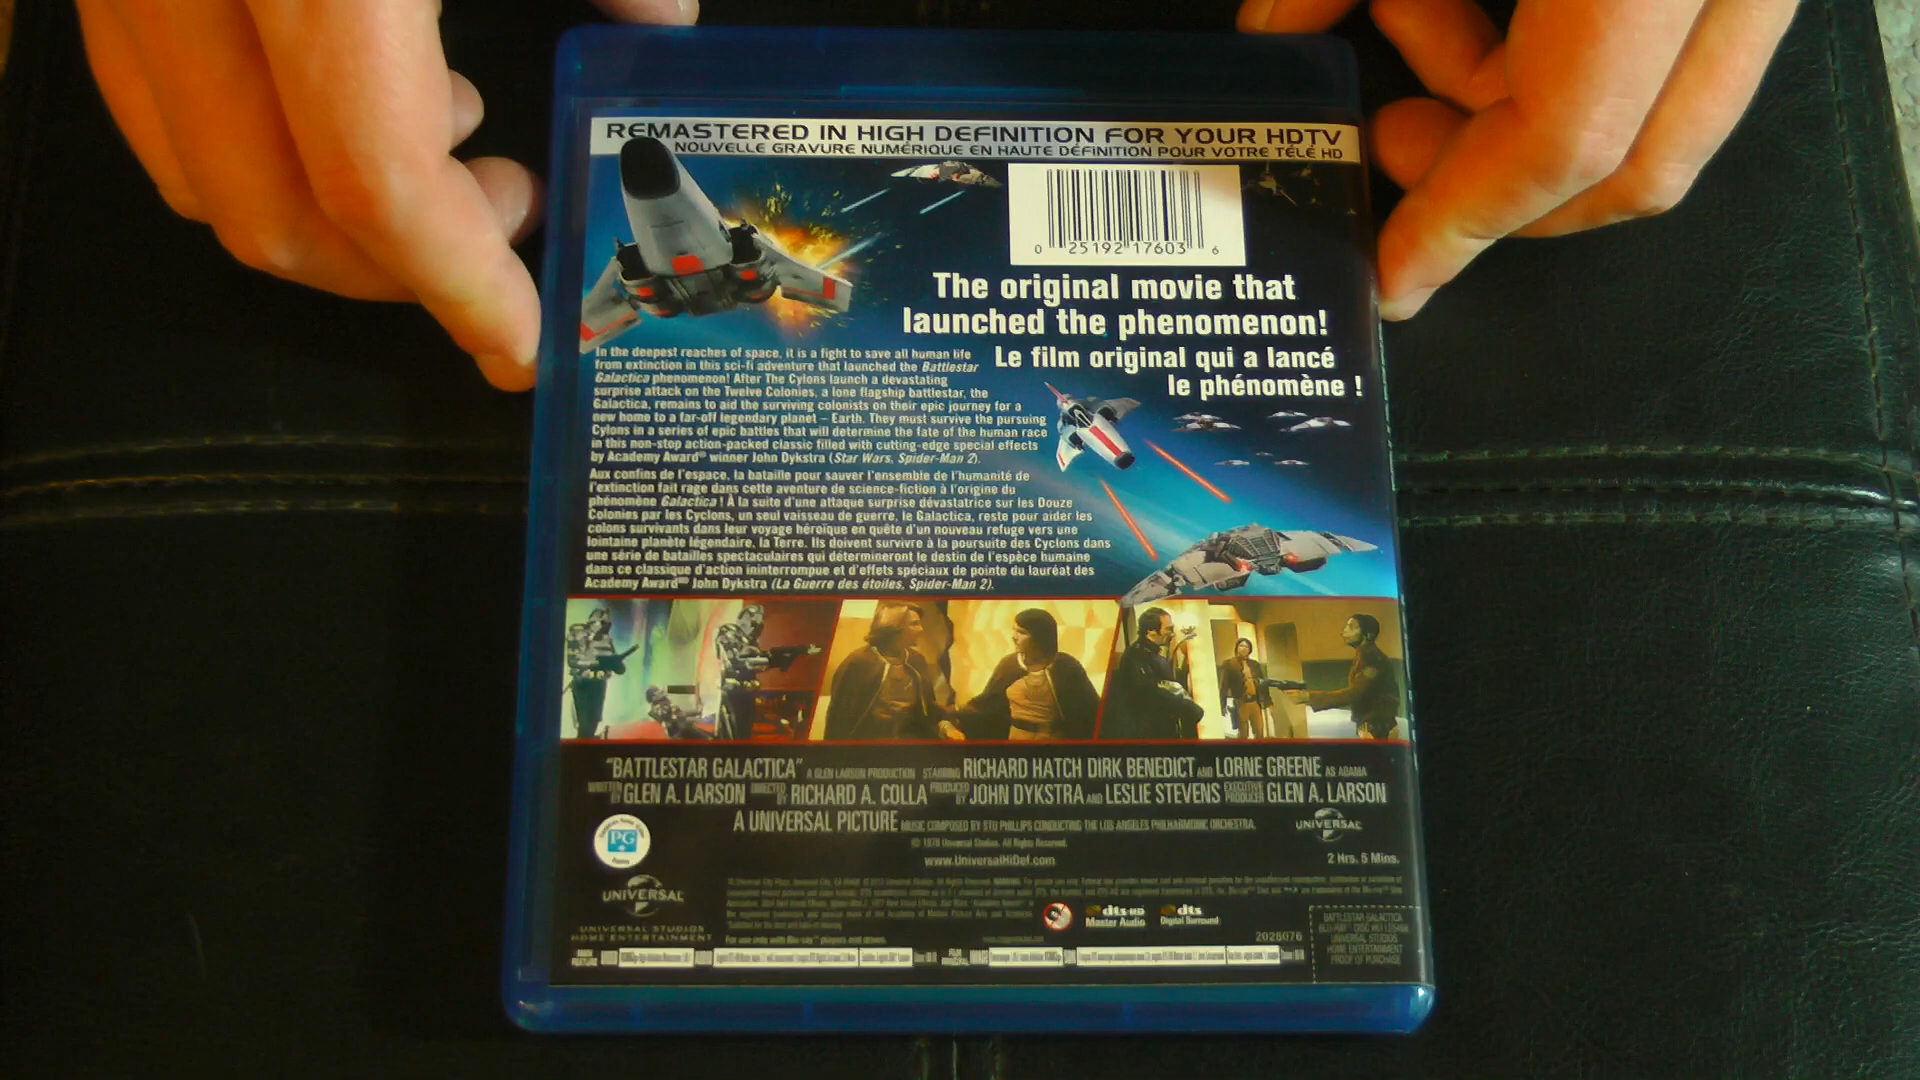 REMASTERED IN HIGH DEFINITION FOR YOUR HDTV
NOUVELLE GRAVURE NUMÉRIQUE EN HAUTE DÉFINITION POUR VOTRE TÉLÉ HD
0 25192 17603 6
The original movie that
launched the phenomenon!
Le film original qui a lancé
le phénomène !
In the deepest reaches of space, it is a fight to save all human life
from extinction in this sci-fi adventure that launched the Battlestar
Galactica phenomenon! After The Cylons launch a devastating
surprise attack on the Twelve Colonies, a lone flagship battlestar, the
Galactica, remains to aid the surviving colonists on their epic journey for a
new home to a far-off legendary planet – Earth. They must survive the pursuing
Cylons in a series of epic battles that will determine the fate of the human race
in this non-stop action-packed classic filled with cutting-edge special effects
by Academy Award® winner John Dykstra (Star Wars, Spider-Man 2).
Aux confins de l'espace, la bataille pour sauver l'ensemble de l'humanité de
l'extinction fait rage dans cette aventure de science-fiction à l'origine du
phénomène Galactica ! À la suite d'une attaque surprise dévastatrice sur les Douze
Colonies par les Cyclons, un seul vaisseau de guerre, le Galactica, reste pour aider les
colons survivants dans leur voyage héroïque en quête d'un nouveau refuge vers une
lointaine planète légendaire, la Terre. Ils doivent survivre à la poursuite des Cyclons dans
une série de batailles spectaculaires qui détermineront le destin de l'espèce humaine
dans ce classique d'action ininterrompue et d'effets spéciaux de pointe du lauréat des
Academy Award® John Dykstra (La Guerre des étoiles, Spider-Man 2).
"BATTLESTAR GALACTICA" A GLEN LARSON PRODUCTION STARRING RICHARD HATCH DIRK BENEDICT AND LORNE GREENE AS ADAMA
WRITTEN BY GLEN A. LARSON DIRECTED BY RICHARD A. COLLA PRODUCED BY JOHN DYKSTRA AND LESLIE STEVENS EXECUTIVE PRODUCER GLEN A. LARSON
A UNIVERSAL PICTURE MUSIC COMPOSED BY STU PHILLIPS CONDUCTING THE LOS ANGELES PHILHARMONIC ORCHESTRA.
UNIVERSAL
PG
© 1978 Universal Studios. All Rights Reserved.
www.UniversalHiDef.com
2 Hrs. 5 Mins.
UNIVERSAL
UNIVERSAL STUDIOS
HOME ENTERTAINMENT
dts-HD
Master Audio
dts
Digital Surround
For use only with Blu-ray™ players and drives.
2028076
BATTLESTAR GALACTICA
UNIVERSAL STUDIOS
HOME ENTERTAINMENT
PROOF OF PURCHASE